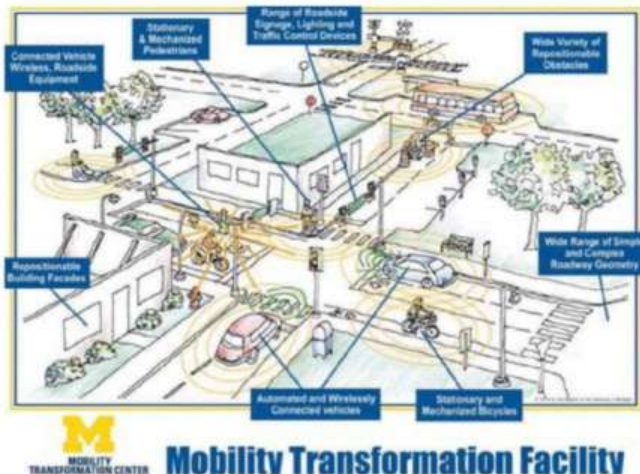 Stationary
& Mechanized
Pedestrians
Range of Roadside
Signage, Lighting and
Traffic Control Devices
Connected Vehicle
Wireless, Roadside
Equipment
Wide Variety of
Repositionable
Obstacles
Repositionable
Building Facades
Wide Range of Simple
and Complex
Roadway Geometry
Automated and Wirelessly
Connected vehicles
Stationary and
Mechanized Bicycles
M
MOBILITY
TRANSFORMATION CENTER
Mobility Transformation Facility